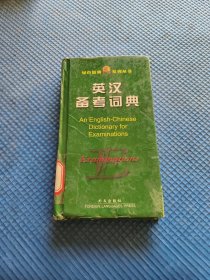 英汉
备考词典
An English-Chinese
Dictionary for
Examinations
E
外文出版社
FOREIGN LANGUAGES PRESS